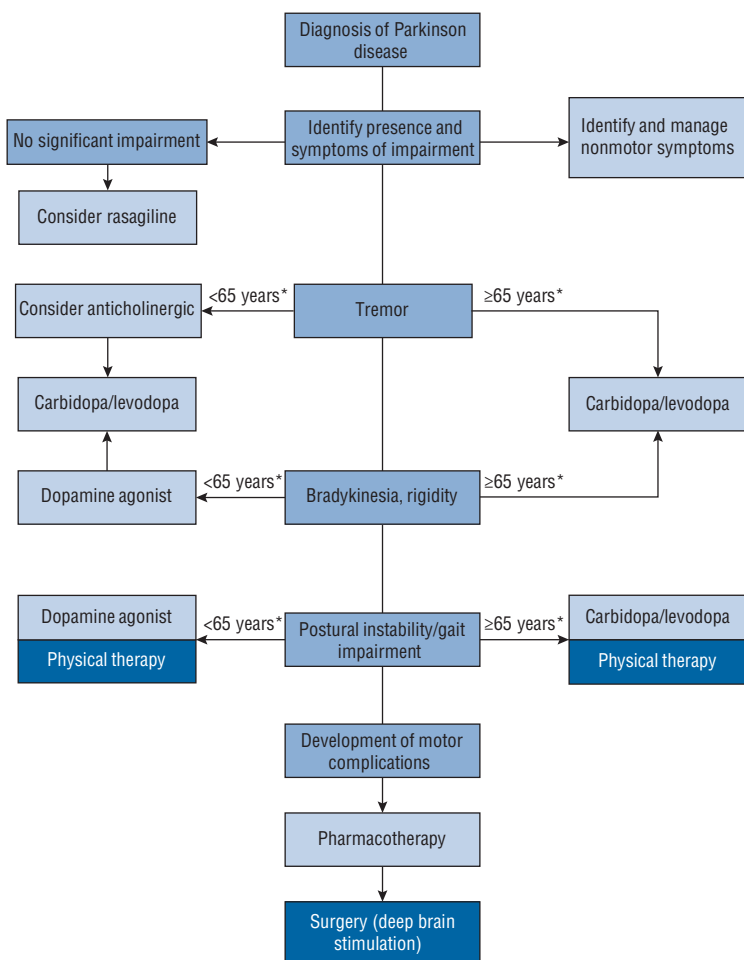 Diagnosis of Parkinson
disease
No significant impairment
Identify presence and
symptoms of impairment
Identify and manage
nonmotor symptoms
Consider rasagiline
Consider anticholinergic
<65 years*
Tremor
≥65 years*
Carbidopa/levodopa
Carbidopa/levodopa
Dopamine agonist
<65 years*
Bradykinesia, rigidity
≥65 years*
Dopamine agonist
Physical therapy
<65 years*
Postural instability/gait
impairment
≥65 years*
Carbidopa/levodopa
Physical therapy
Development of motor
complications
Pharmacotherapy
Surgery (deep brain
stimulation)